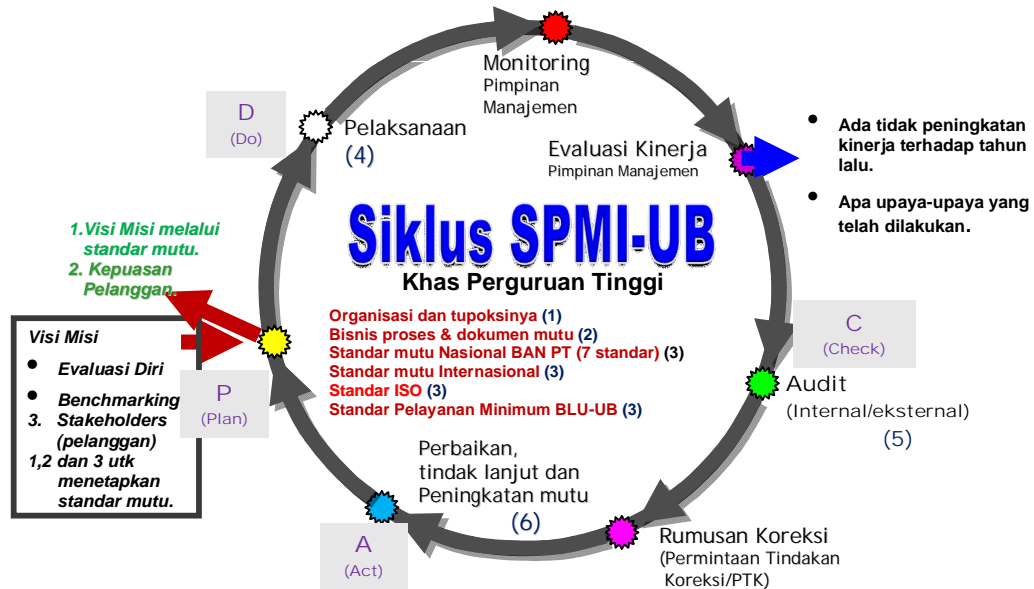 Monitoring
Pimpinan
Manajemen
D
(Do)
Pelaksanaan
(4)
Evaluasi Kinerja
Pimpinan Manajemen
• Ada tidak peningkatan
kinerja terhadap tahun
lalu.
• Apa upaya-upaya yang
telah dilakukan.
Siklus SPMI-UB
Khas Perguruan Tinggi
1.Visi Misi melalui
standar mutu.
2. Kepuasan
Pelanggan.
Organisasi dan tupoksinya (1)
Bisnis proses & dokumen mutu (2)
Standar mutu Nasional BAN PT (7 standar) (3)
Standar mutu Internasional (3)
Standar ISO (3)
Standar Pelayanan Minimum BLU-UB (3)
Visi Misi
• Evaluasi Diri
• Benchmarking
3. Stakeholders
(pelanggan)
1,2 dan 3 utk
menetapkan
standar mutu.
P
(Plan)
C
(Check)
Audit
(Internal/eksternal)
(5)
Perbaikan,
tindak lanjut dan
Peningkatan mutu
(6)
A
(Act)
Rumusan Koreksi
(Permintaan Tindakan
Koreksi/PTK)